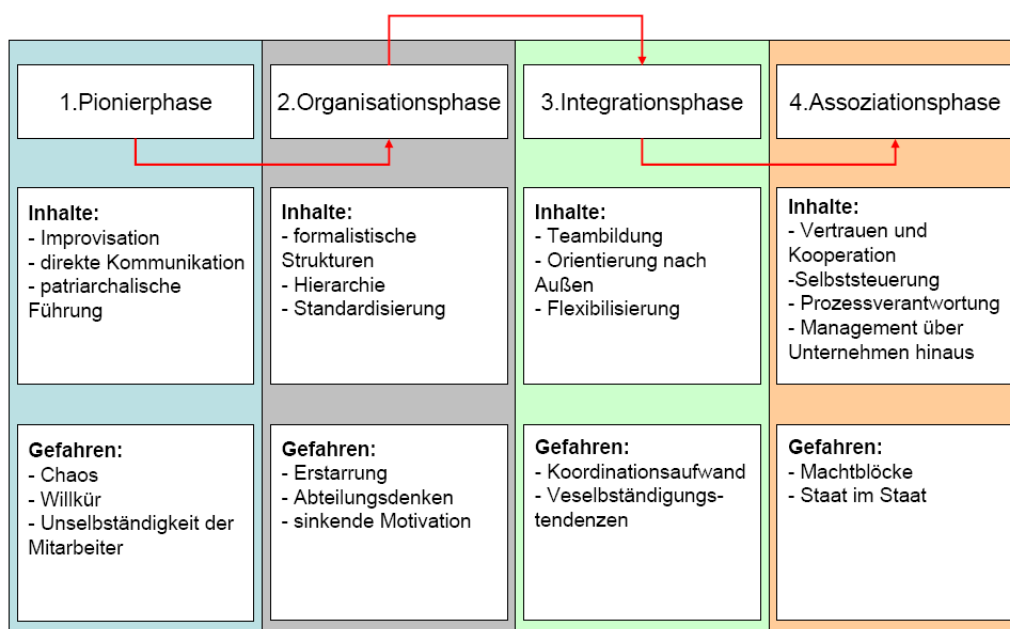 1.Pionierphase
2.Organisationsphase
3.Integrationsphase
4.Assoziationsphase
Inhalte:
- Improvisation
- direkte Kommunikation
- patriarchalische
Führung
Inhalte:
- formalistische
Strukturen
- Hierarchie
- Standardisierung
Inhalte:
- Teambildung
- Orientierung nach
Außen
- Flexibilisierung
Inhalte:
- Vertrauen und
Kooperation
-Selbststeuerung
- Prozessverantwortung
- Management über
Unternehmen hinaus
Gefahren:
- Chaos
- Willkür
- Unselbständigkeit der
Mitarbeiter
Gefahren:
- Erstarrung
- Abteilungsdenken
- sinkende Motivation
Gefahren:
- Koordinationsaufwand
- Veselbständigungs-
tendenzen
Gefahren:
- Machtblöcke
- Staat im Staat